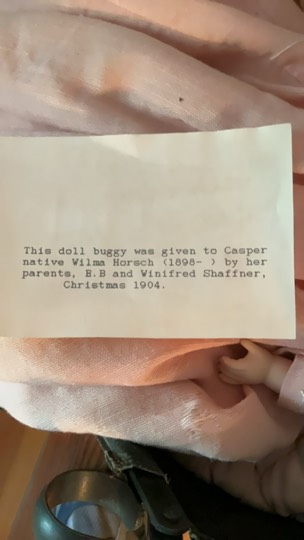 This doll buggy was given to Casper
native Wilma Horsch (1898- ) by her
parents, E.B and Winifred Shaffner,
Christmas 1904.